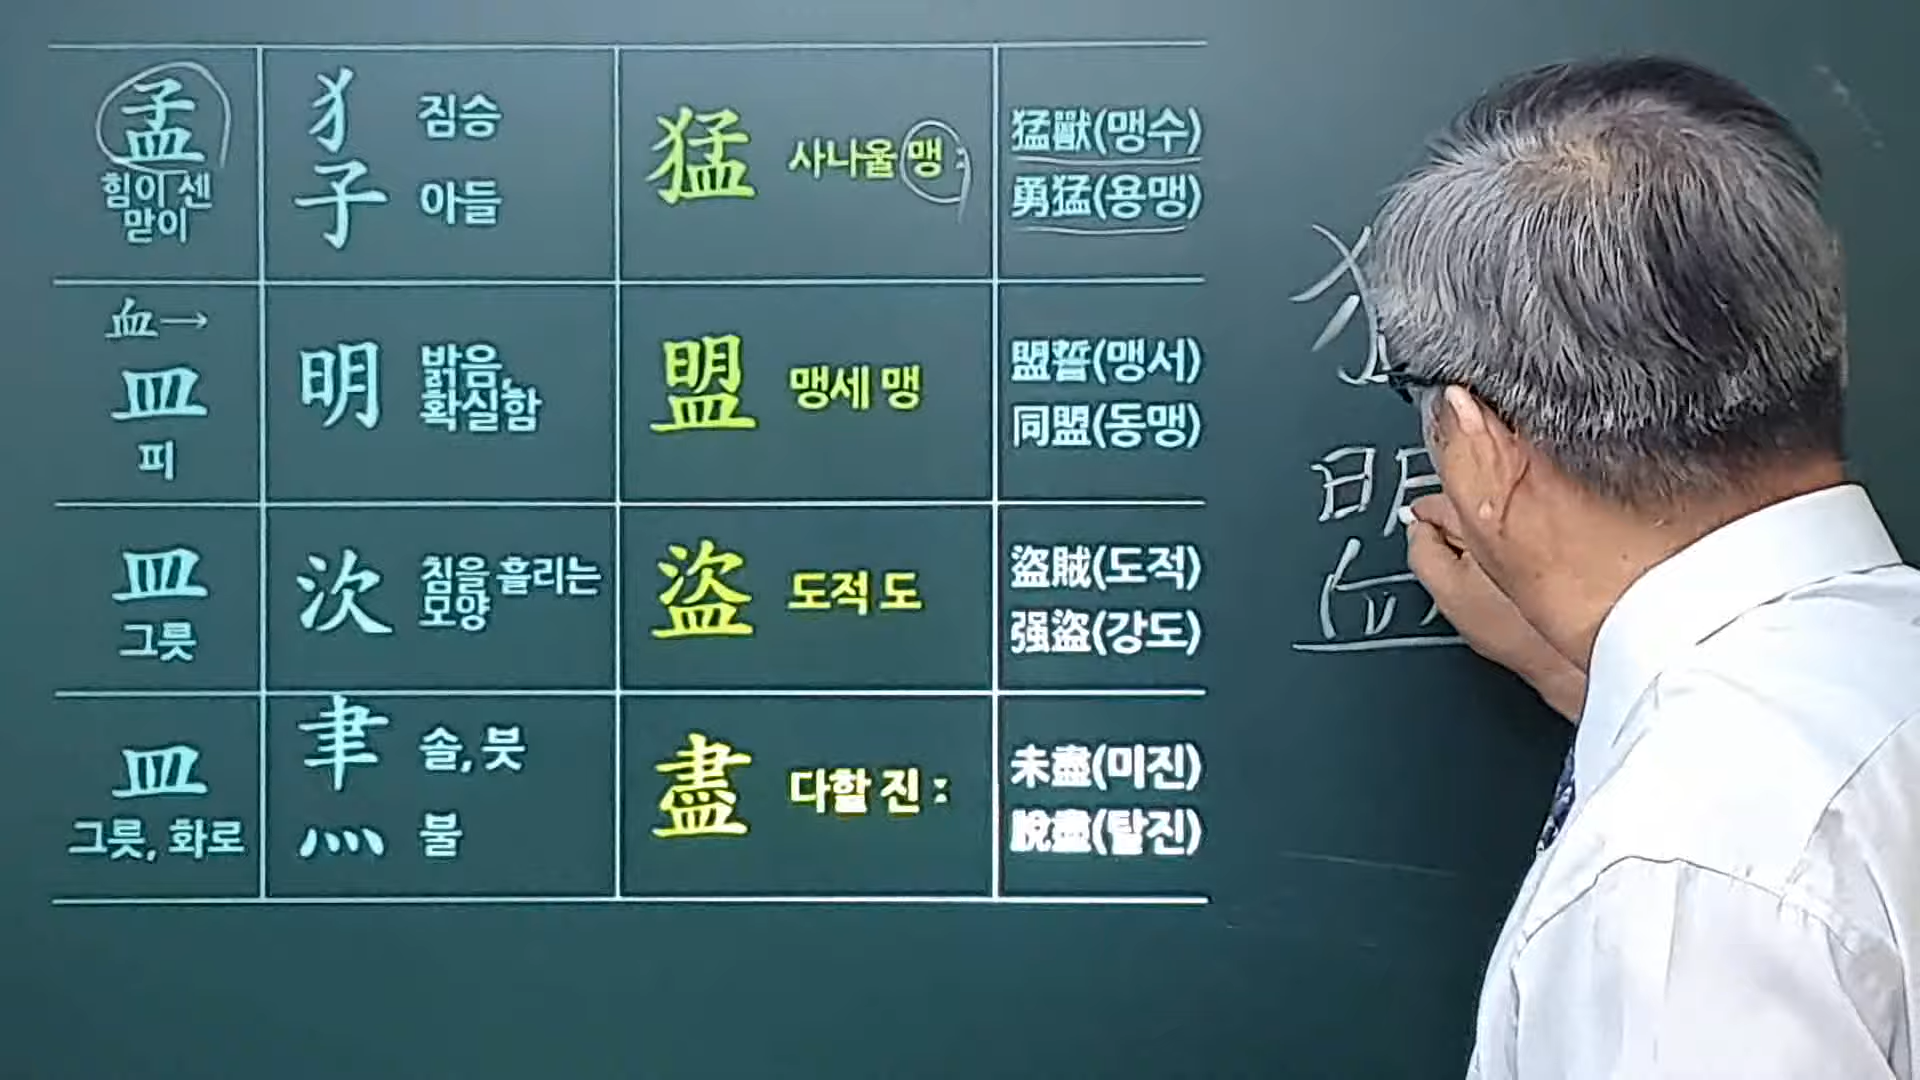 孟
힘이 센
맏이
犭 짐승
子 아들
猛 사나울 맹 :
猛獸(맹수)
勇猛(용맹)
血→
皿
피
明 밝음,
확실함
盟 맹세 맹
盟誓(맹서)
同盟(동맹)
皿
그릇
㳄 침을 흘리는
모양
盜 도적 도
盜賊(도적)
强盜(강도)
皿
그릇, 화로
聿 솔, 붓
灬 불
盡 다할 진 :
未盡(미진)
脫盡(탈진)
明